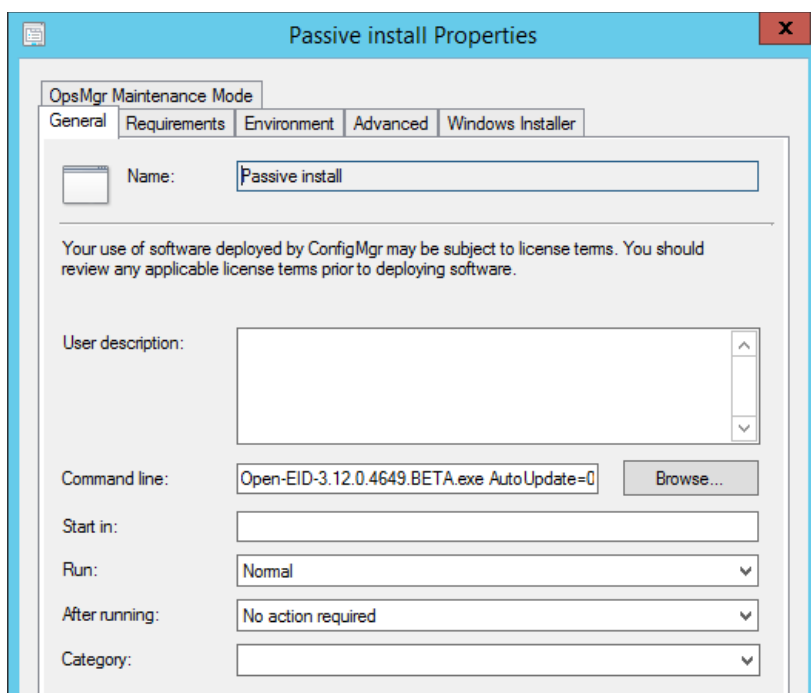 Passive install Properties
x
OpsMgr Maintenance Mode
General Requirements Environment Advanced Windows Installer
Name: Passive install
Your use of software deployed by ConfigMgr may be subject to license terms. You should
review any applicable license terms prior to deploying software.
User description:
Command line: Open-EID-3.12.0.4649.BETA.exe AutoUpdate=0 Browse...
Start in:
Run: Normal
After running: No action required
Category: